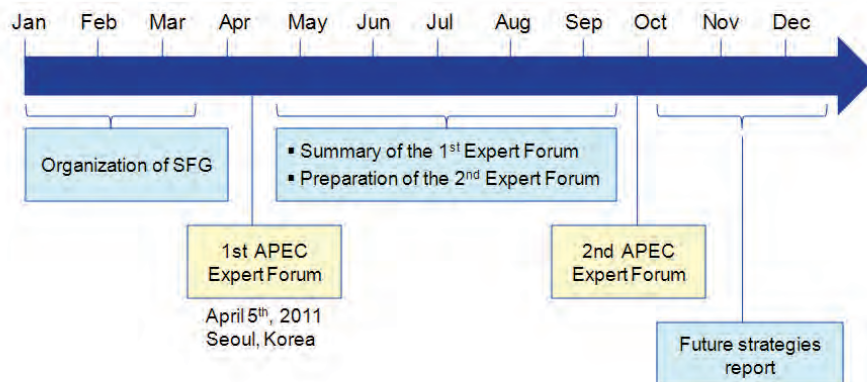 Jan Feb Mar Apr May Jun Jul Aug Sep Oct Nov Dec
Organization of SFG
▪ Summary of the 1st Expert Forum
▪ Preparation of the 2nd Expert Forum
1st APEC
Expert Forum
April 5th, 2011
Seoul, Korea
2nd APEC
Expert Forum
Future strategies
report